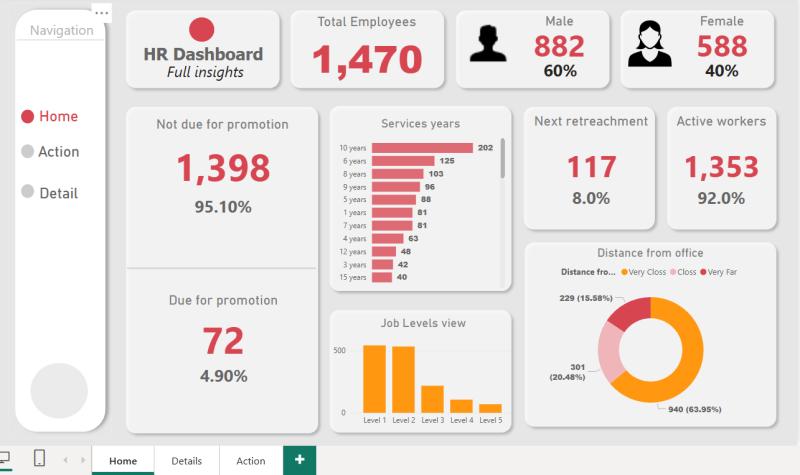 Navigation
Home
Action
Detail
HR Dashboard
Full insights
Total Employees
1,470
Male
882
60%
Female
588
40%
Not due for promotion
1,398
95.10%
Due for promotion
72
4.90%
Services years
10 years 202
6 years 125
8 years 103
9 years 96
5 years 88
1 years 81
7 years 81
4 years 63
12 years 48
3 years 42
15 years 40
Job Levels view
500
0
Level 1 Level 2 Level 3 Level 4 Level 5
Next retreachment
117
8.0%
Active workers
1,353
92.0%
Distance from office
Distance fro... Very Closs Closs Very Far
229 (15.58%)
301
(20.48%)
940 (63.95%)
Home Details Action +